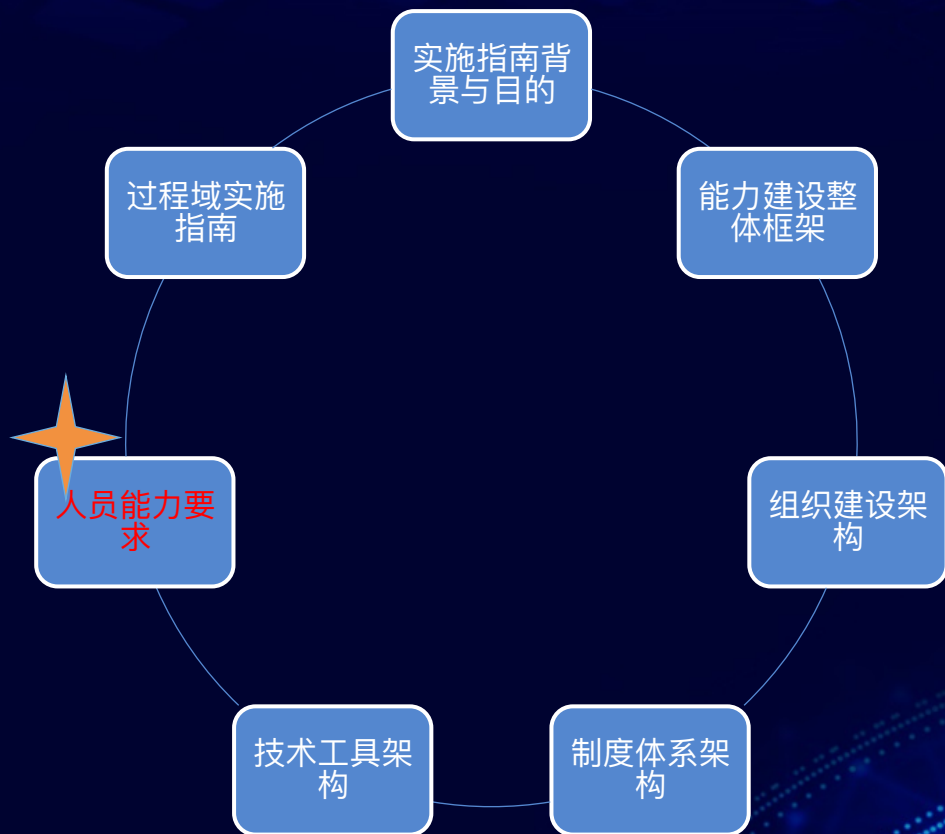 实施指南背
景与目的
过程域实施
指南
能力建设整
体框架
人员能力要
求
组织建设架
构
技术工具架
构
制度体系架
构